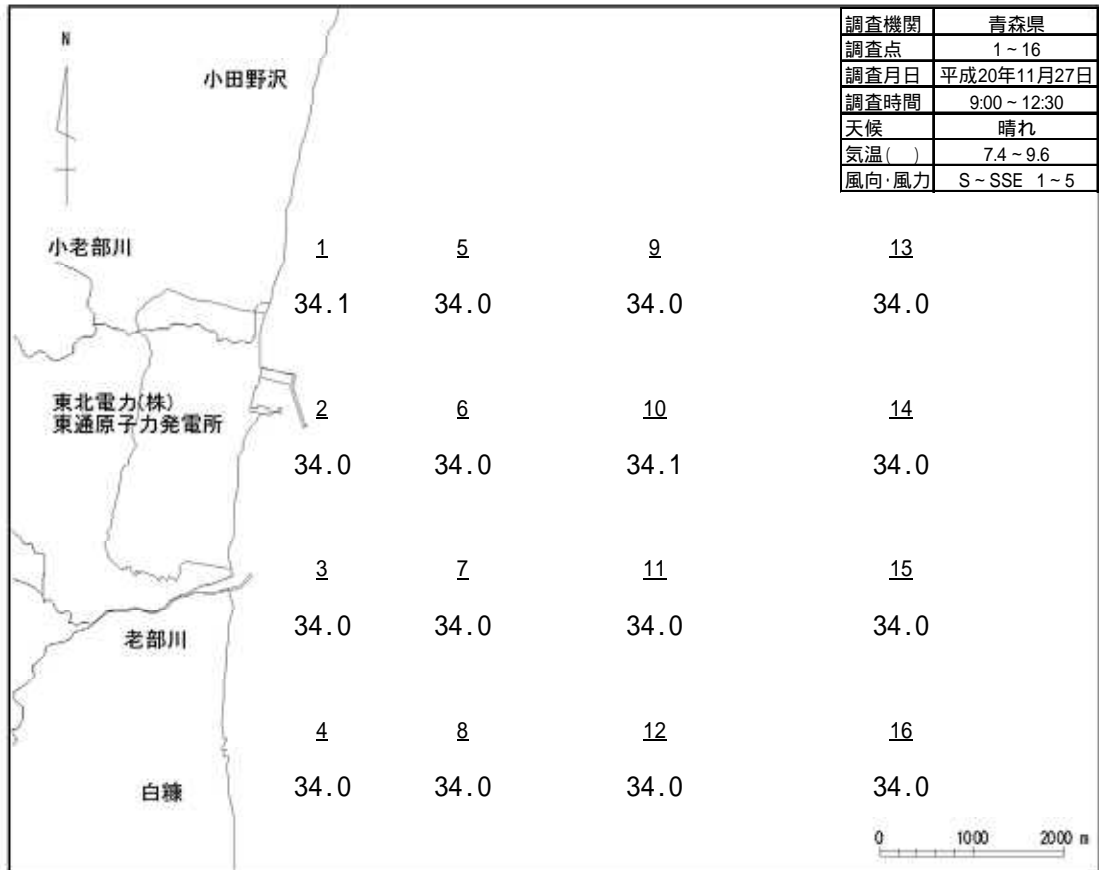 調査機関 青森県
調査点 1~16
調査月日 平成20年11月27日
調査時間 9:00~12:30
天候 晴れ
気温( ) 7.4~9.6
風向・風力 S~SSE 1~5
N
小田野沢
小老部川
1 5 9 13
34.1 34.0 34.0 34.0
東北電力(株)
東通原子力発電所
2 6 10 14
34.0 34.0 34.1 34.0
3 7 11 15
34.0 34.0 34.0 34.0
老部川
4 8 12 16
34.0 34.0 34.0 34.0
白糠
0 1000 2000 m